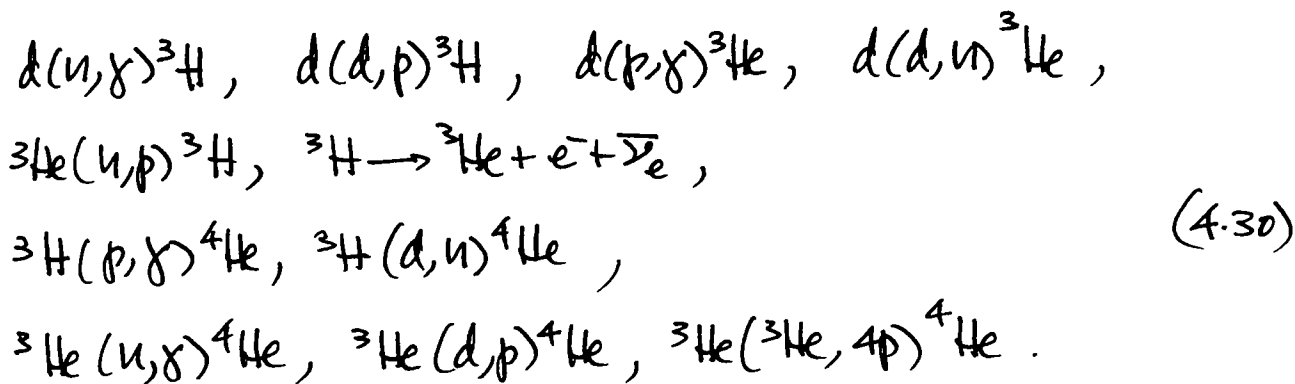 d(n,γ)³H, d(d,p)³H, d(p,γ)³He, d(d,n)³He,
³He(n,p)³H, ³H → ³He + e⁻ + ν̄ₑ,
(4.30)
³H(p,γ)⁴He, ³H(d,n)⁴He,
³He(n,γ)⁴He, ³He(d,p)⁴He, ³He(³He, 4p)⁴He.